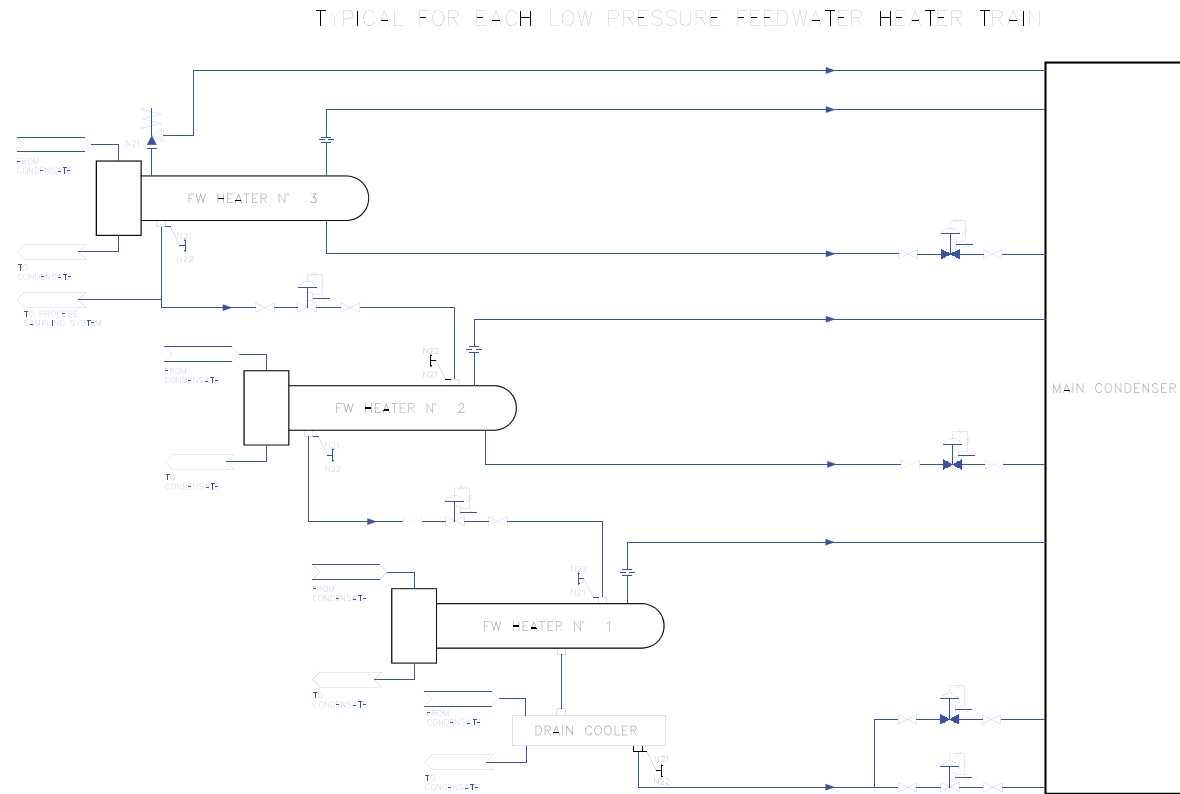 TYPICAL FOR EACH LOW PRESSURE FEEDWATER HEATER TRAIN
N21
FROM
CONDENSATE
FW HEATER N° 3
N21
N22
TO
CONDENSATE
TO PROCESS
SAMPLING SYSTEM
N22
N21
FROM
CONDENSATE
MAIN CONDENSER
FW HEATER N° 2
N21
N22
TO
CONDENSATE
N22
N21
FROM
CONDENSATE
FW HEATER N° 1
TO
CONDENSATE
FROM
CONDENSATE
DRAIN COOLER
N21
N22
TO
CONDENSATE